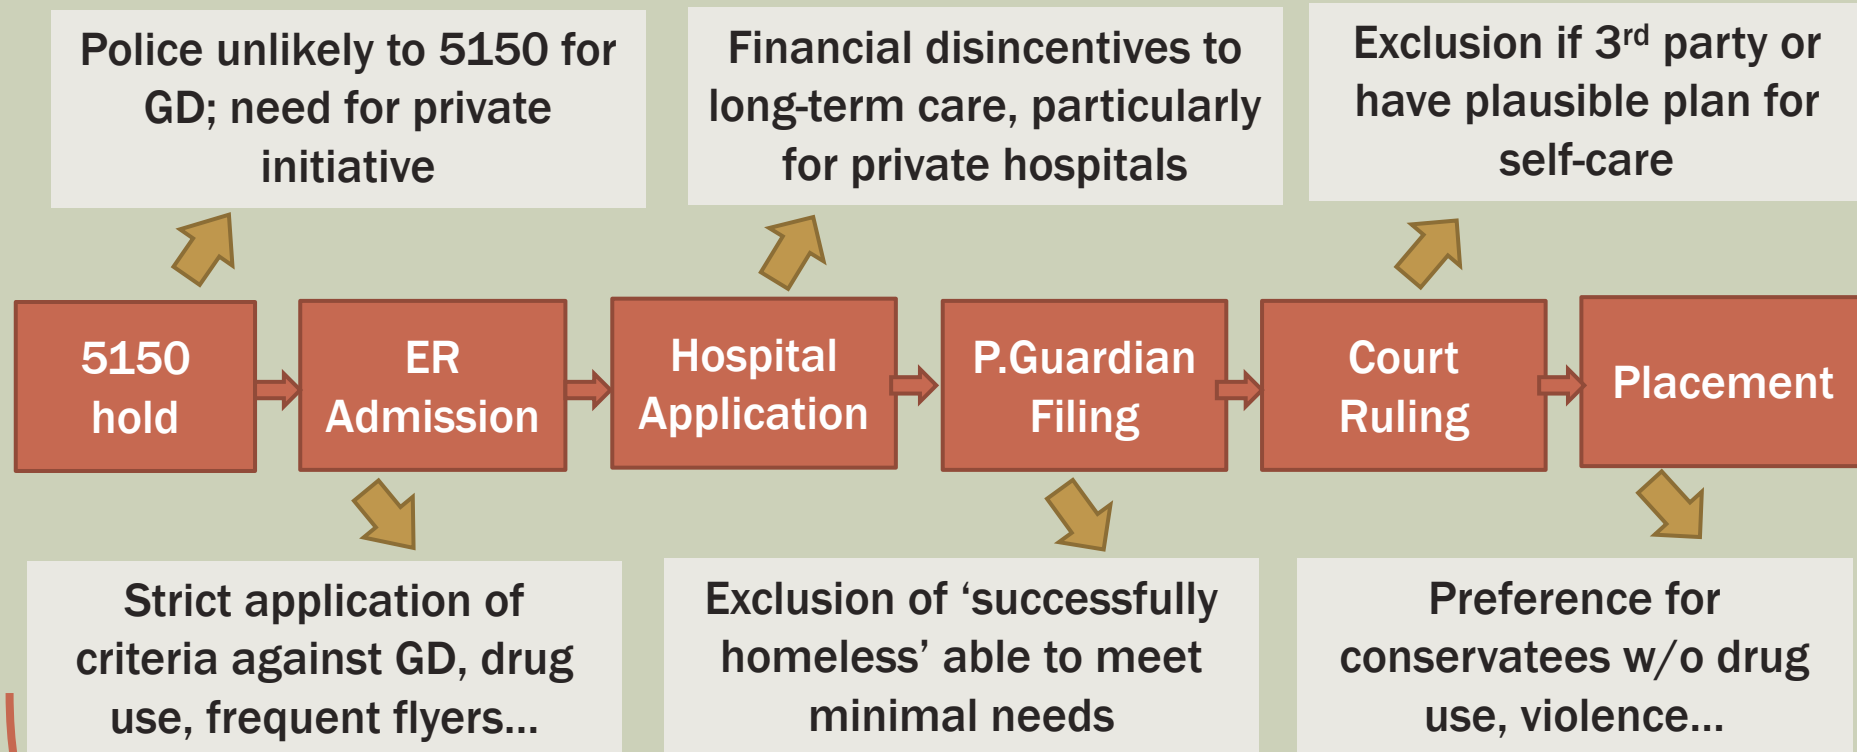 Police unlikely to 5150 for
GD; need for private
initiative
Financial disincentives to
long-term care, particularly
for private hospitals
Exclusion if 3rd party or
have plausible plan for
self-care
5150
hold
ER
Admission
Hospital
Application
P.Guardian
Filing
Court
Ruling
Placement
Strict application of
criteria against GD, drug
use, frequent flyers...
Exclusion of ‘successfully
homeless’ able to meet
minimal needs
Preference for
conservatees w/o drug
use, violence...